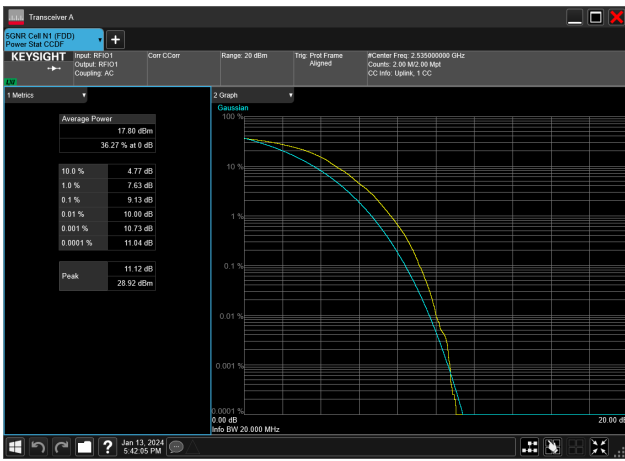 Transceiver A
5GNR Cell N1 (FDD)
Power Stat CCDF
KEYSIGHT
Input: RFIO1
Output: RFIO1
Coupling: AC
Corr CCorr
Range: 20 dBm
Trig: Prot Frame
Aligned
#Center Freq: 2.535000000 GHz
Counts: 2.00 M/2.00 Mpt
CC Info: Uplink, 1 CC
1 Metrics
Average Power
17.80 dBm
36.27 % at 0 dB
10.0 % 4.77 dB
1.0 % 7.63 dB
0.1 % 9.13 dB
0.01 % 10.00 dB
0.001 % 10.73 dB
0.0001 % 11.04 dB
Peak 11.12 dB
28.92 dBm
2 Graph
Gaussian
100 %
10 %
1 %
0.1 %
0.01 %
0.001 %
0.0001 %
0.00 dB
20.00 dB
Info BW 20.000 MHz
Jan 13, 2024
5:42:05 PM